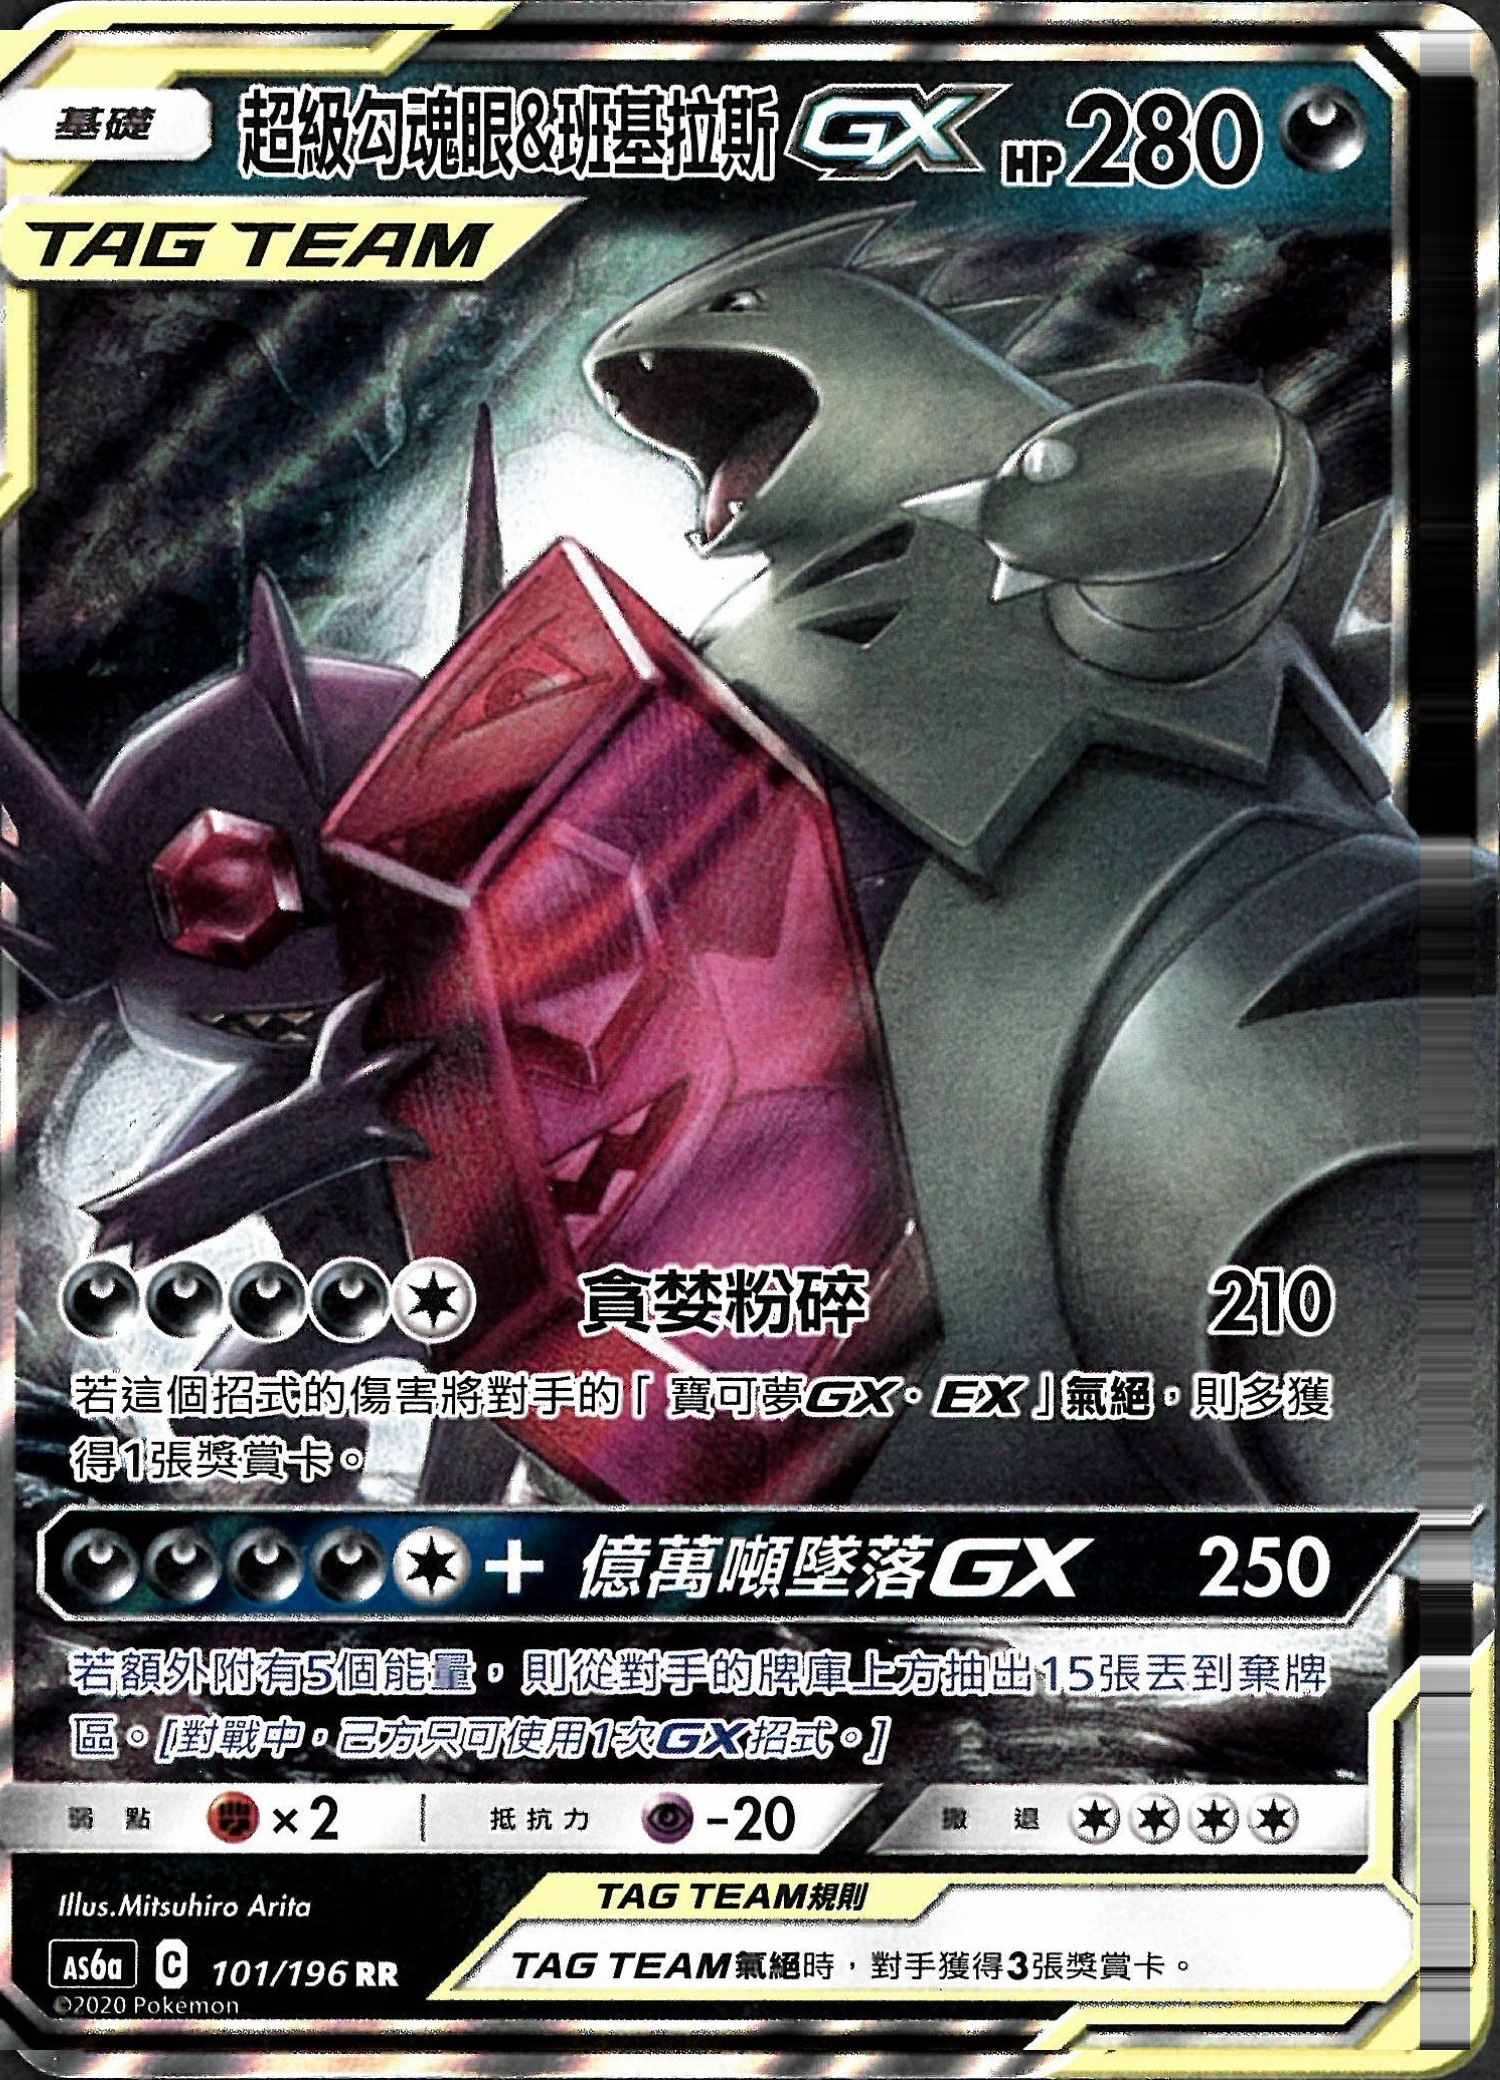 基礎
超級勾魂眼&班基拉斯GX HP280
TAG TEAM
貪婪粉碎 210
若這個招式的傷害將對手的「寶可夢GX・EX」氣絕，則多獲
得1張獎賞卡。
+ 億萬噸墜落GX 250
若額外附有5個能量，則從對手的牌庫上方抽出15張丟到棄牌
區。[對戰中，己方只可使用1次GX招式。]
弱點 ×2 抵抗力 -20 撤退
Illus.Mitsuhiro Arita
TAG TEAM規則
AS6a C 101/196 RR
TAG TEAM氣絕時，對手獲得3張獎賞卡。
©2020 Pokémon